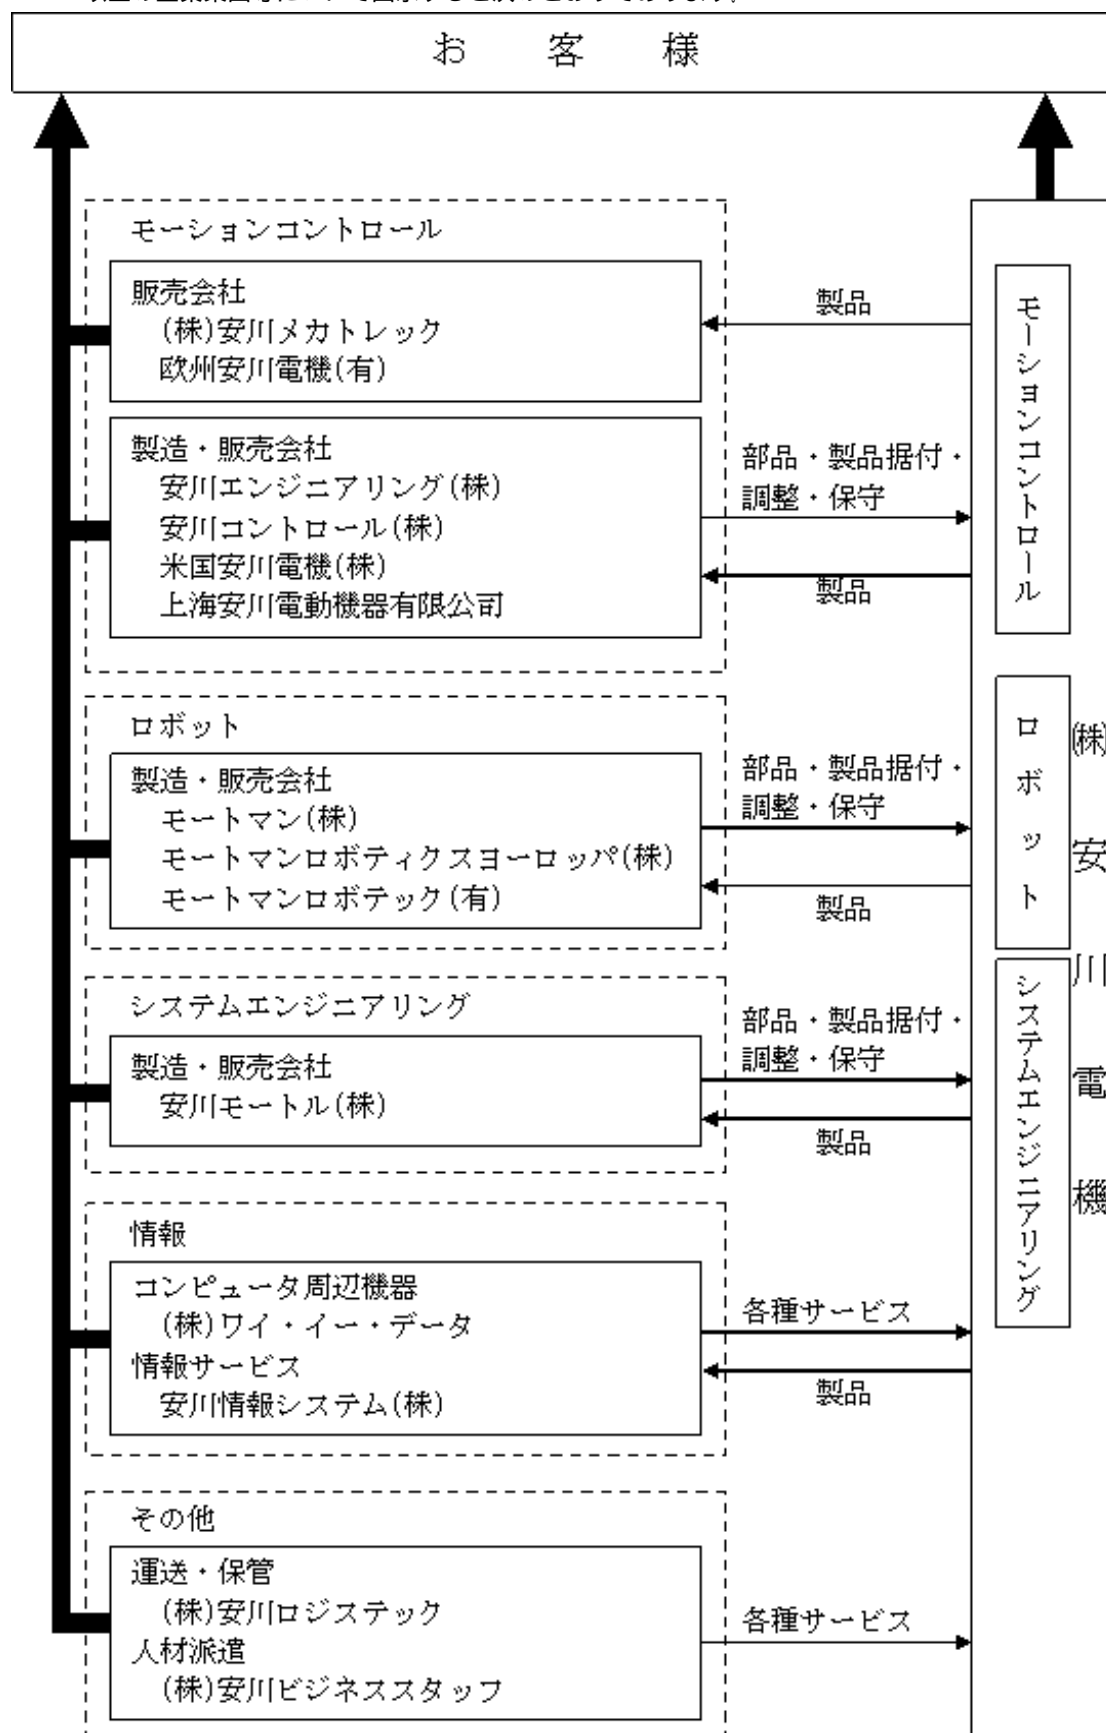 お客様
モーションコントロール
販売会社
(株)安川メカトレック
欧州安川電機(有)
製品
製造・販売会社
安川エンジニアリング(株)
安川コントロール(株)
米国安川電機(株)
上海安川電動機器有限公司
部品・製品据付・
調整・保守
製品
モーションコントロール
ロボット
製造・販売会社
モートマン(株)
モートマンロボティクスヨーロッパ(株)
モートマンロボテック(有)
部品・製品据付・
調整・保守
製品
ロボット
システムエンジニアリング
製造・販売会社
安川モートル(株)
部品・製品据付・
調整・保守
製品
システムエンジニアリング
㈱安川電機
情報
コンピュータ周辺機器
(株)ワイ・イー・データ
情報サービス
安川情報システム(株)
各種サービス
製品
その他
運送・保管
(株)安川ロジステック
人材派遣
(株)安川ビジネススタッフ
各種サービス